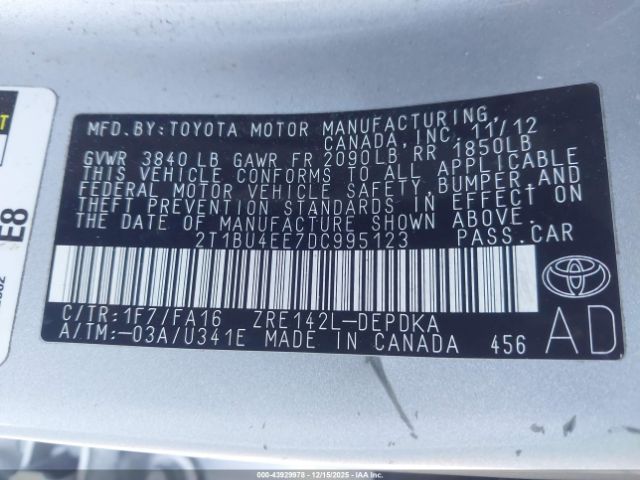 MFD.BY:TOYOTA MOTOR MANUFACTURING,
CANADA, INC. 11/12
GVWR 3840 LB GAWR FR 2090LB RR 1850LB
THIS VEHICLE CONFORMS TO ALL APPLICABLE
FEDERAL MOTOR VEHICLE SAFETY, BUMPER, AND
THEFT PREVENTION STANDARDS IN EFFECT ON
THE DATE OF MANUFACTURE SHOWN ABOVE.
2T1BU4EE7DC995123 PASS.CAR
C/TR:1F7/FA16 ZRE142L-DEPDKA
A/TM:-03A/U341E MADE IN CANADA 456
TOYOTA
AD
E8
© 43929978 - 12/15/2025 - IAA Inc.